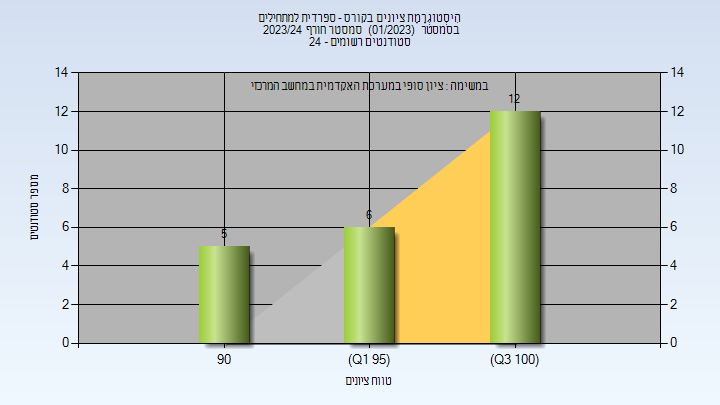 היסטוגרמת ציונים בקורס - ספרדית למתחילים
בסמסטר (01/2023) סמסטר חורף 2023/24
סטודנטים רשומים - 24
במשימה : ציון סופי במערכת האקדמית במחשב המרכזי
14 14
12 12
10 10
8 8
6 6
4 4
2 2
0 0
5
6
12
מספר סטודנטים
90 (Q1 95) (Q3 100)
טווח ציונים